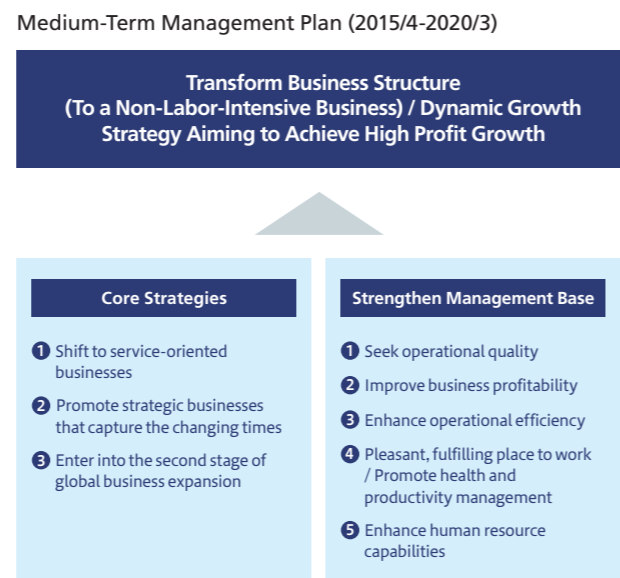 Medium-Term Management Plan (2015/4-2020/3)
Transform Business Structure
(To a Non-Labor-Intensive Business) / Dynamic Growth
Strategy Aiming to Achieve High Profit Growth
Core Strategies
1 Shift to service-oriented
businesses
2 Promote strategic businesses
that capture the changing times
3 Enter into the second stage of
global business expansion
Strengthen Management Base
1 Seek operational quality
2 Improve business profitability
3 Enhance operational efficiency
4 Pleasant, fulfilling place to work
/ Promote health and
productivity management
5 Enhance human resource
capabilities